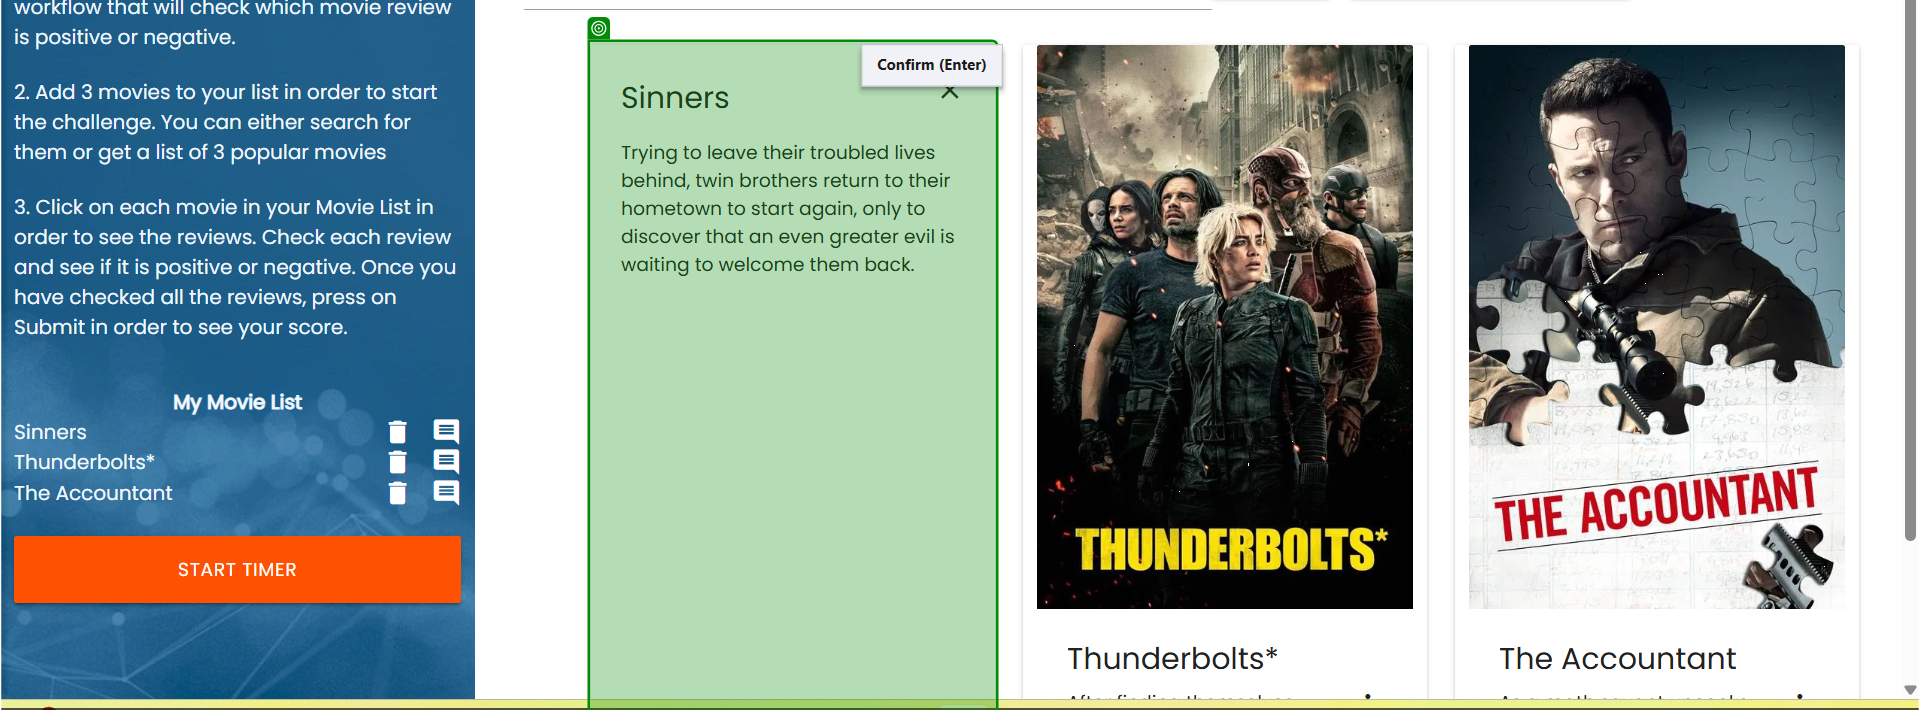 workflow that will check which movie review
is positive or negative.
2. Add 3 movies to your list in order to start
the challenge. You can either search for
them or get a list of 3 popular movies
3. Click on each movie in your Movie List in
order to see the reviews. Check each review
and see if it is positive or negative. Once you
have checked all the reviews, press on
Submit in order to see your score.
My Movie List
Sinners
Thunderbolts*
The Accountant
START TIMER
Confirm (Enter)
Sinners
Trying to leave their troubled lives
behind, twin brothers return to their
hometown to start again, only to
discover that an even greater evil is
waiting to welcome them back.
THUNDERBOLTS*
Thunderbolts*
After finding themselves
THE ACCOUNTANT
The Accountant